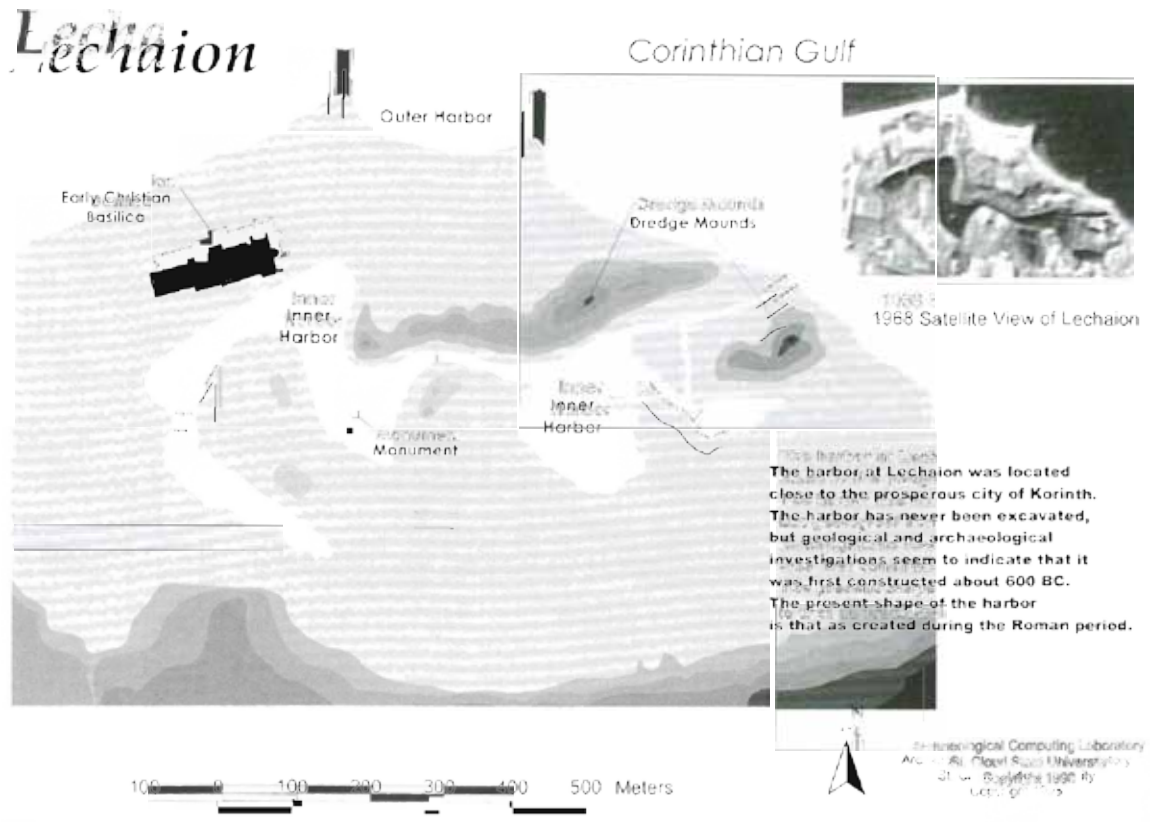 Lechaion
Corinthian Gulf
Outer Harbor
Early Christian
Basilica
Dredge Mounds
Dredge Mounds
Inner
Harbor
1968 Satellite View of Lechaion
Inner
Harbor
Monument
The harbor at Lechaion was located
close to the prosperous city of Korinth.
The harbor has never been excavated,
but geological and archaeological
investigations seem to indicate that it
was first constructed about 600 BC.
The present shape of the harbor
is that as created during the Roman period.
Computing Laboratory
St. Cloud State
100 0 100 200 300 400 500 Meters